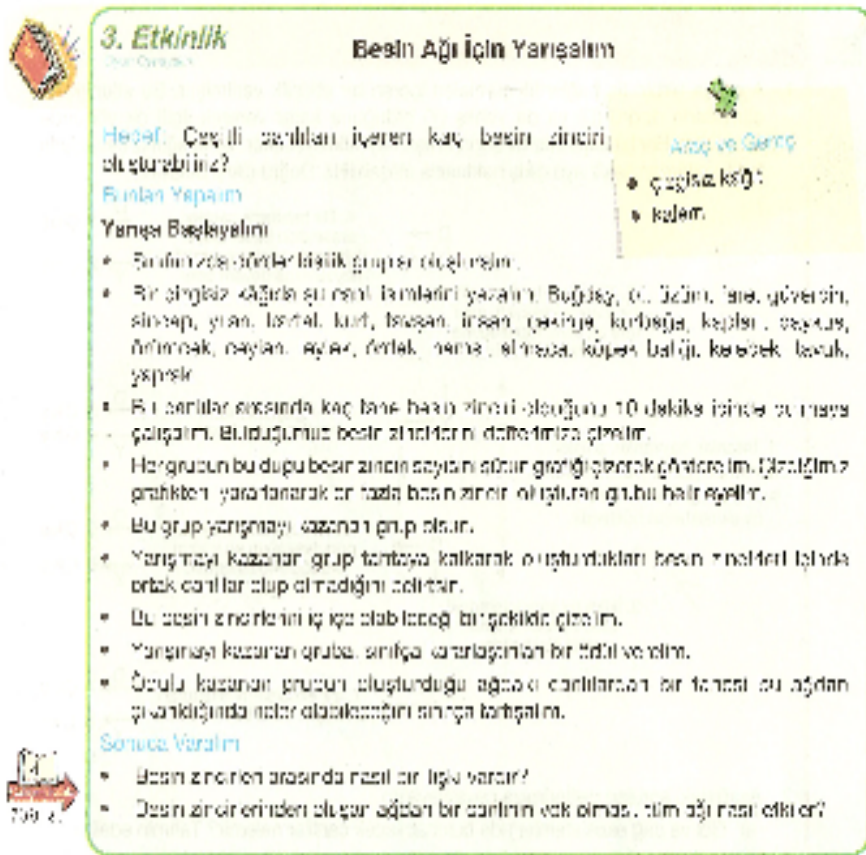 3. Etkinlik
Besin Ağı İçin Yarışalım
Hedef: Çeşitli canlıları içeren kaç besin zinciri
oluşturabiliriz?
Araç ve Gereç
• çizgisiz kağıt
• kalem
Bunları Yapalım
Yarışa Başlayalım
• Sınıfımızda dörder kişilik gruplar oluşturalım.
• Bir çizgisiz kâğıda şu canlı isimlerini yazalım: Buğday, ot, üzüm, fare, güvercin,
sincap, yılan, kartal, kurt, tavşan, insan, çekirge, kurbağa, kaplan, baykuş,
örümcek, ceylan, leylek, ördek, hamsi, atmaca, köpek balığı, kelebek, tavuk,
yaprak
• Bu canlılar arasında kaç tane besin zinciri olduğunu 10 dakika içinde bulmaya
çalışalım. Bulduğumuz besin zincirlerini defterimize çizelim.
• Her grubun bulduğu besin zinciri sayısını sütun grafiği çizerek gösterelim. Çizdiğimiz
grafikten yararlanarak en fazla besin zinciri oluşturan grubu belirleyelim.
• Bu grup yarışmayı kazanan grup olsun.
• Yarışmayı kazanan grup tahtaya kalkarak oluşturdukları besin zincirleri içinde
ortak canlılar olup olmadığını belirtsin.
• Bu besin zincirlerini iç içe olabileceği bir şekilde çizelim.
• Yarışmayı kazanan gruba, sınıfça kararlaştırılan bir ödül verelim.
• Ödülü kazanan grubun oluşturduğu ağdaki canlılardan bir tanesi bu ağdan
çıkarıldığında neler olabileceğini sınıfça tartışalım.
Sonuca Varalım
• Besin zincirleri arasında nasıl bir ilişki vardır?
• Besin zincirlerinden oluşan ağdan bir canlının yok olması, tüm ağı nasıl etkiler?